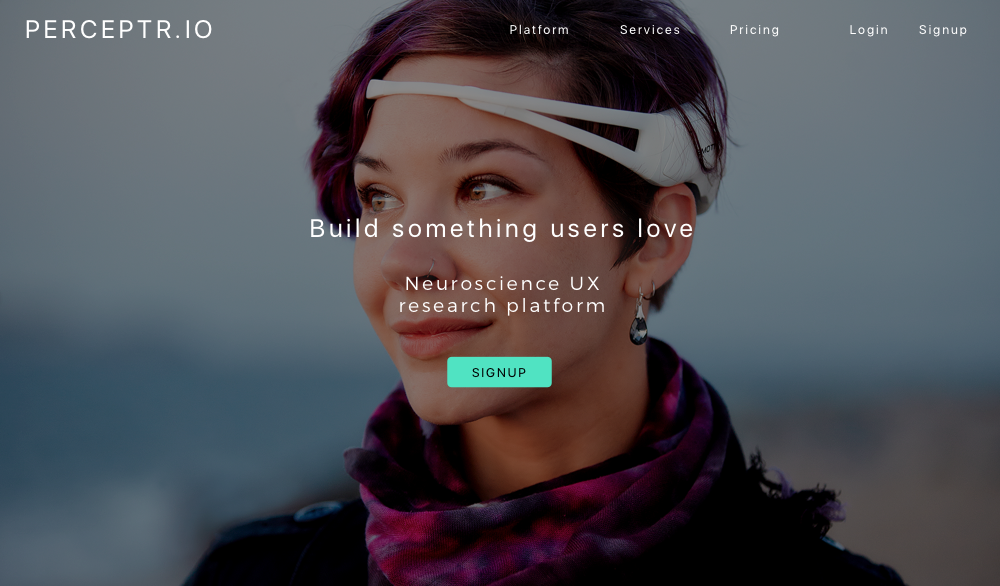 PERCEPTR.IO
Platform Services Pricing Login Signup
Build something users love
Neuroscience UX
research platform
SIGNUP